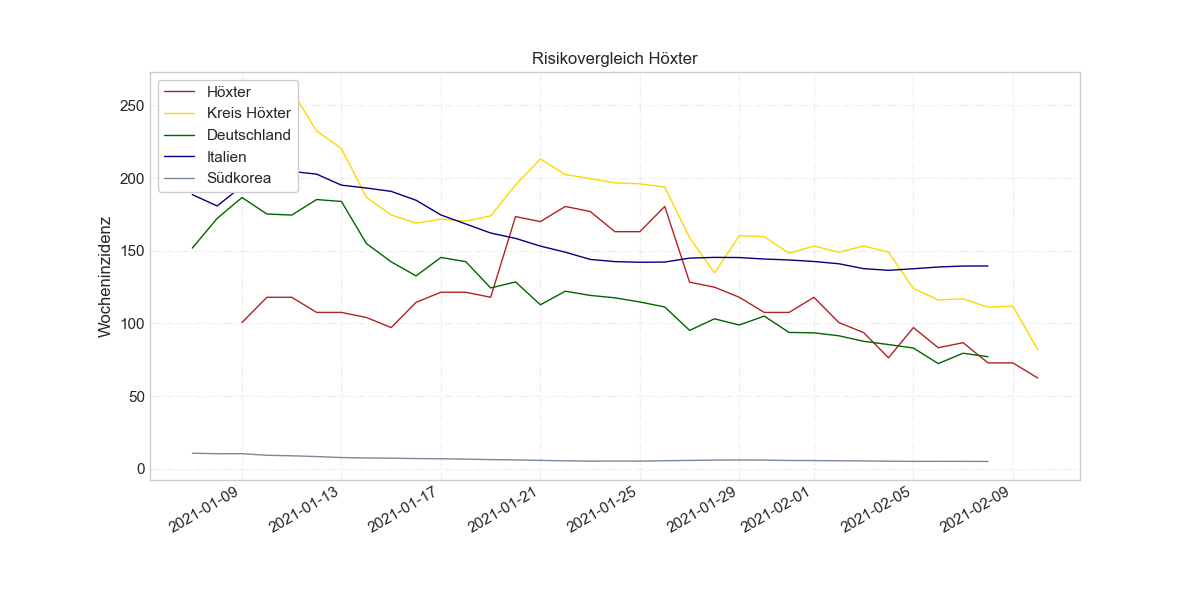 Risikovergleich Höxter
Höxter
Kreis Höxter
Deutschland
Italien
Südkorea
Wocheninzidenz
250
200
150
100
50
0
2021-01-09
2021-01-13
2021-01-17
2021-01-21
2021-01-25
2021-01-29
2021-02-01
2021-02-05
2021-02-09